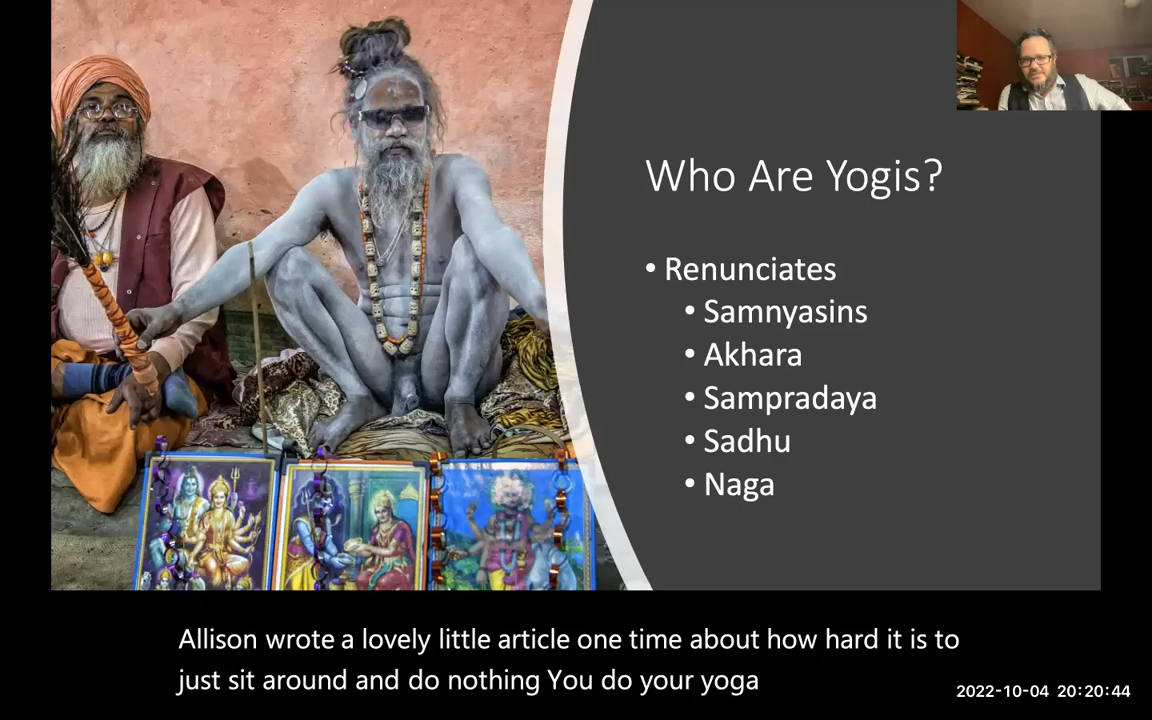 Who Are Yogis?
• Renunciates
• Samnyasins
• Akhara
• Sampradaya
• Sadhu
• Naga
Allison wrote a lovely little article one time about how hard it is to
just sit around and do nothing You do your yoga
2022-10-04 20:20:44